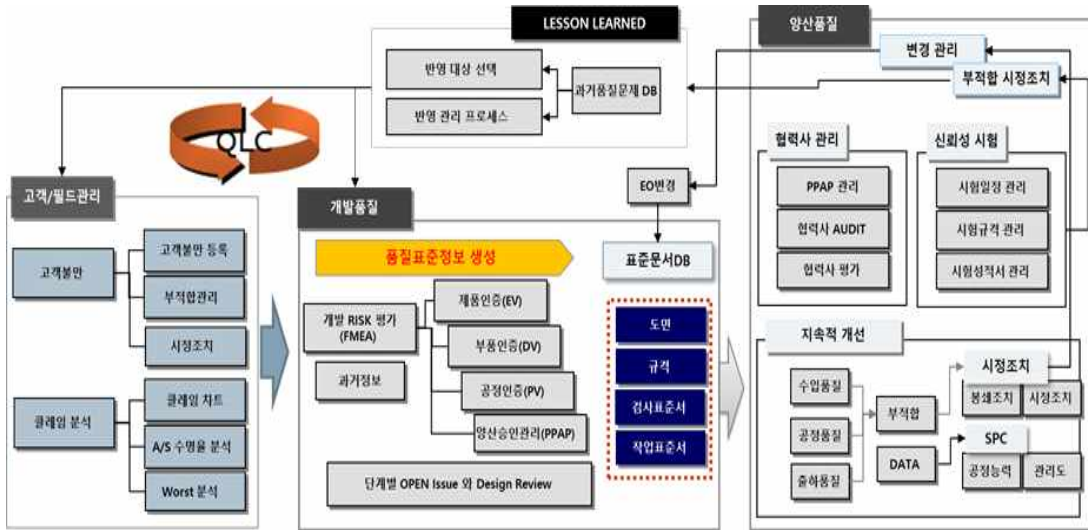 LESSON LEARNED
반영 대상 선택
반영 관리 프로세스
과거품질문제 DB
QLC
양산품질
변경 관리
부적합 시정조치
협력사 관리
PPAP 관리
협력사 AUDIT
협력사 평가
신뢰성 시험
시험일정 관리
시험규격 관리
시험성적서 관리
고객/필드관리
고객불만
고객불만 등록
부적합관리
시정조치
클레임 분석
클레임 차트
A/S 수명율 분석
Worst 분석
개발품질
EO변경
품질표준정보 생성
표준문서DB
개발 RISK 평가
(FMEA)
과거정보
제품인증(EV)
부품인증(DV)
공정인증(PV)
양산승인관리(PPAP)
단계별 OPEN Issue 와 Design Review
도면
규격
검사표준서
작업표준서
지속적 개선
수입품질
공정품질
출하품질
부적합
DATA
시정조치
봉쇄조치
시정조치
SPC
공정능력
관리도